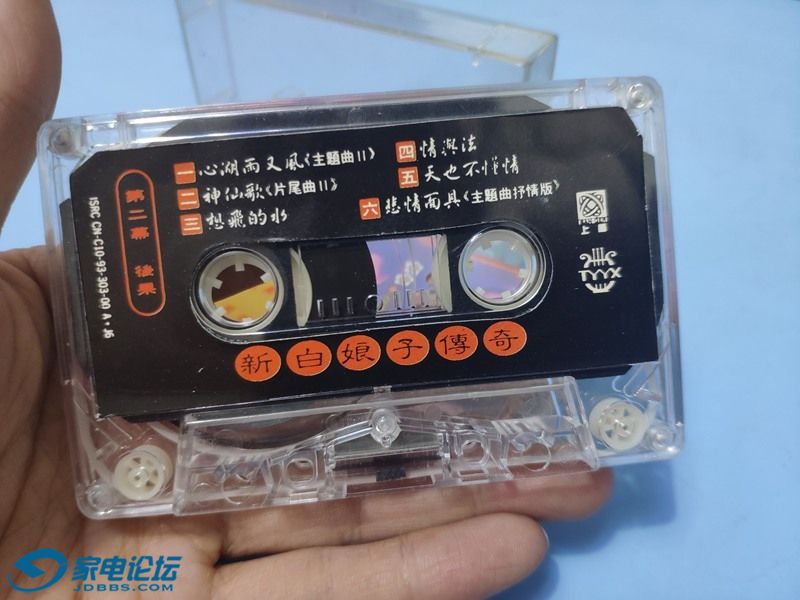 一 心湖雨又風《主題曲II》
二 神仙歌《片尾曲II》
三 想飛的水
四 情濃法
五 天也不懂情
六 悲情面具《主題曲抒情版》
第二幕 後果
ISRC CN-C10-93-303-00 A·J6
新白娘子傳奇
家电论坛
JDBBS.COM